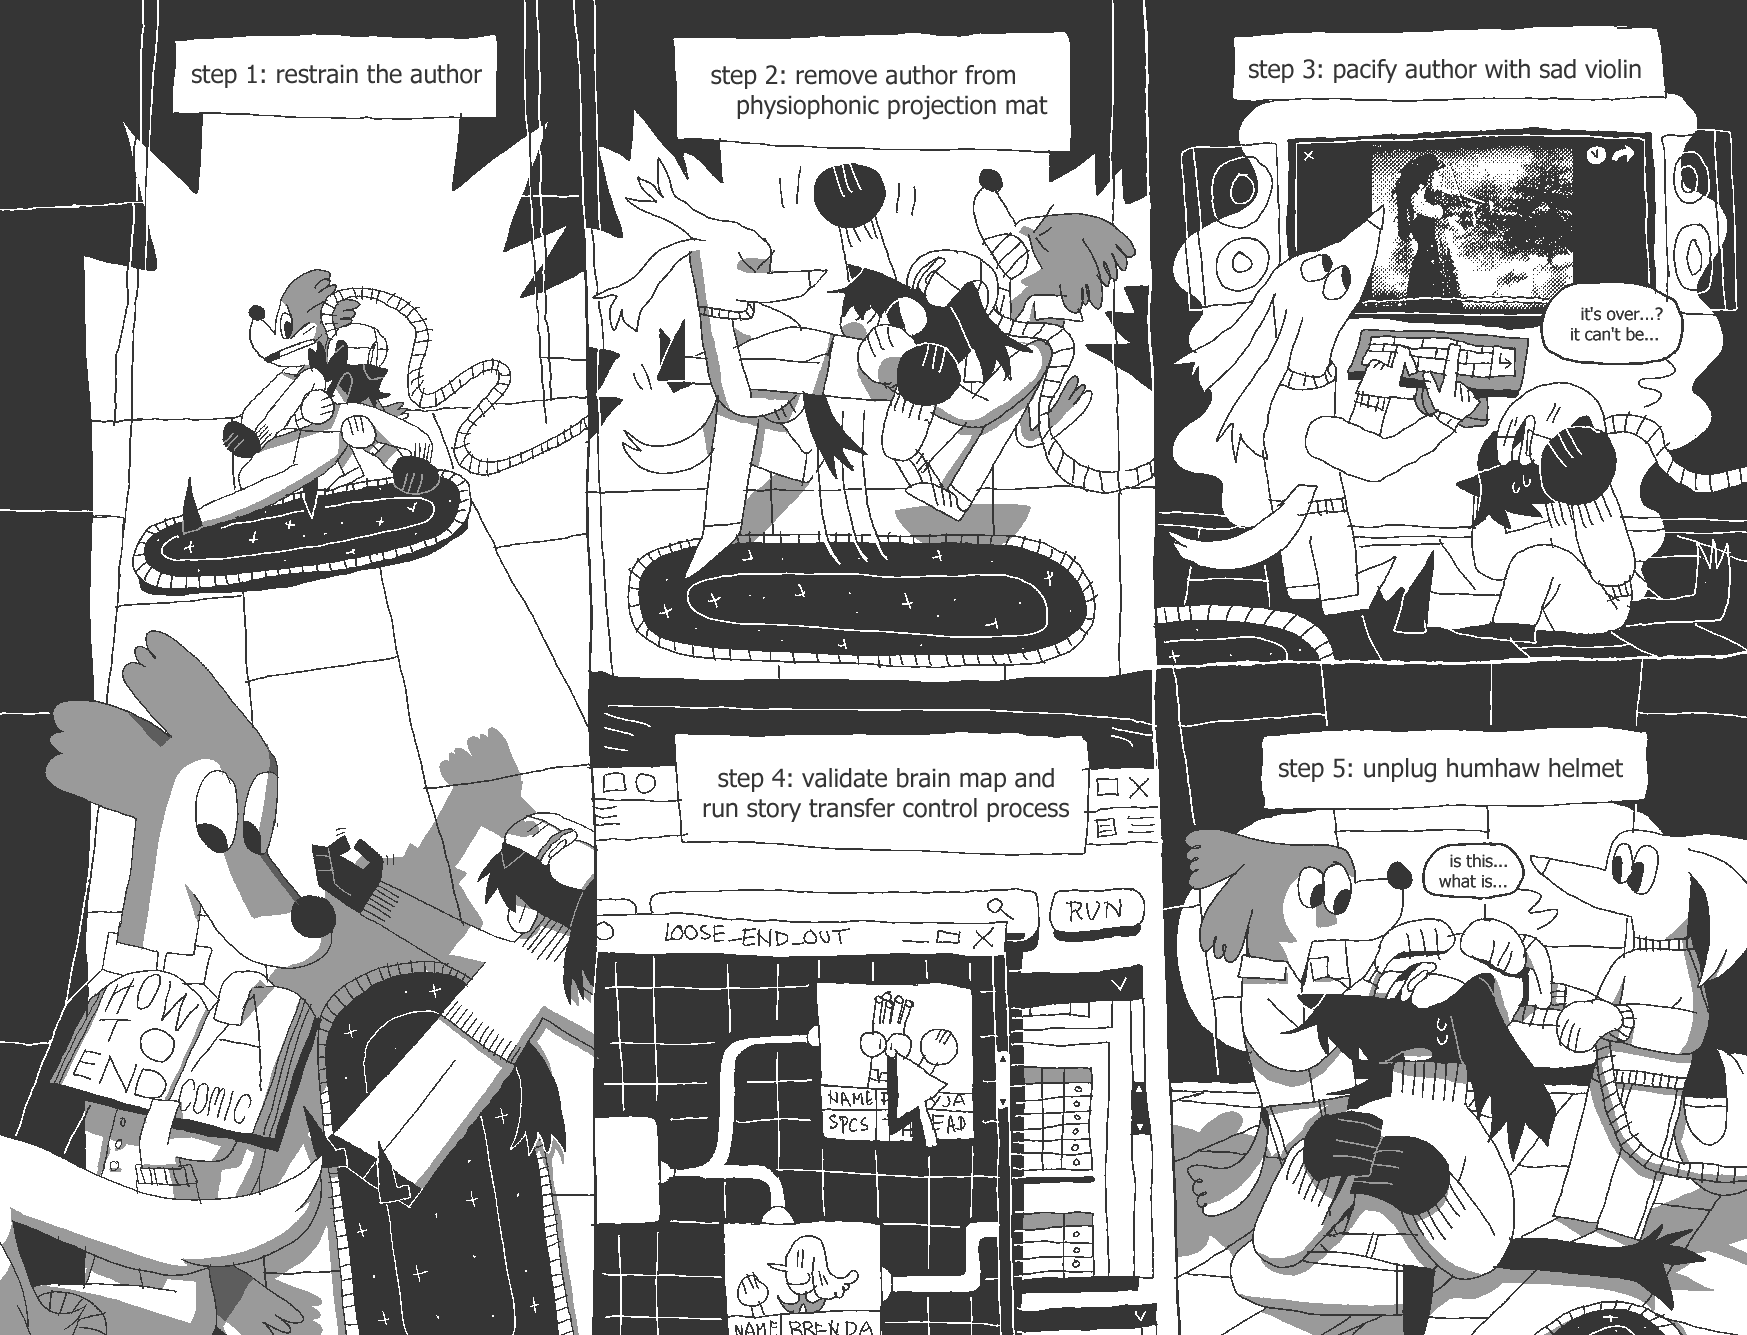 step 1: restrain the author
HOW
TO
END
A
COMIC
step 2: remove author from
physiophonic projection mat
step 3: pacify author with sad violin
it's over...?
it can't be...
step 4: validate brain map and
run story transfer control process
RUN
LOOSE_END_OUT
NAME
SPCS
NAME BRENDA
step 5: unplug humhaw helmet
is this...
what is...